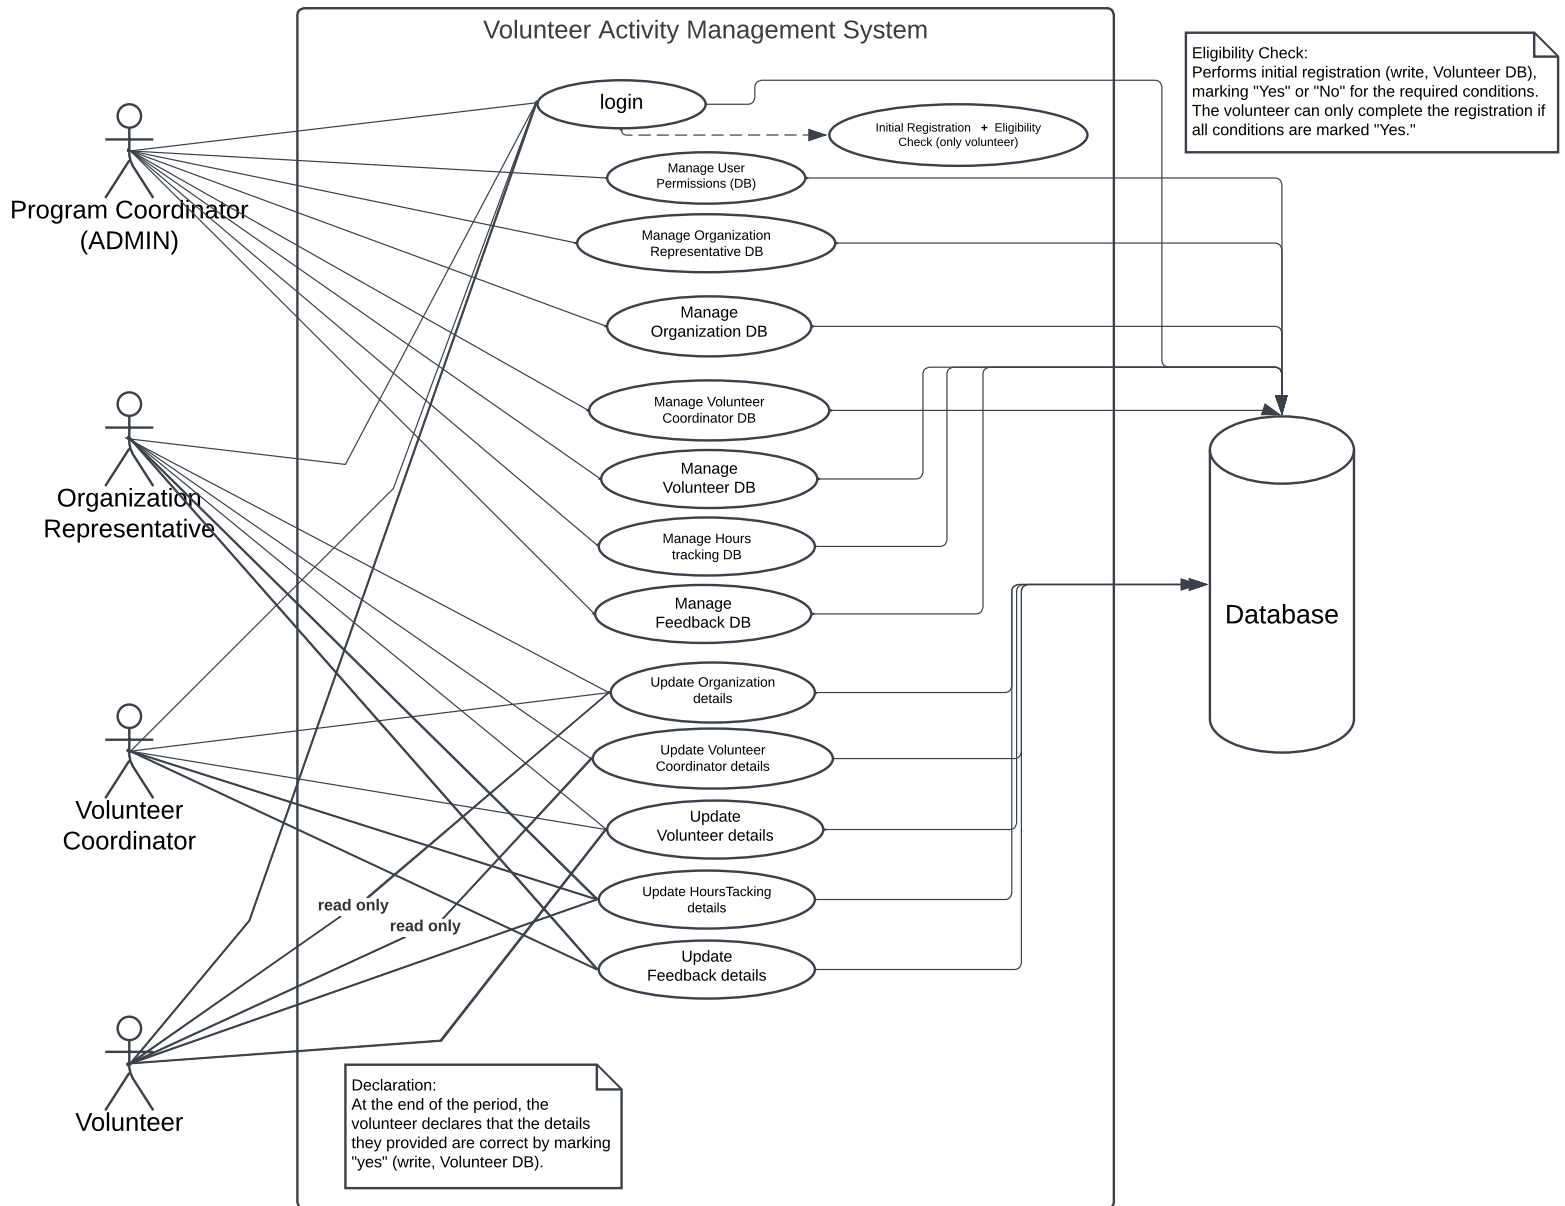 Volunteer Activity Management System
Eligibility Check:
Performs initial registration (write, Volunteer DB),
marking "Yes" or "No" for the required conditions.
The volunteer can only complete the registration if
all conditions are marked "Yes."
login
Initial Registration + Eligibility
Check (only volunteer)
Manage User
Permissions (DB)
Program Coordinator
(ADMIN)
Manage Organization
Representative DB
Manage
Organization DB
Manage Volunteer
Coordinator DB
Manage
Volunteer DB
Organization
Representative
Manage Hours
tracking DB
Manage
Feedback DB
Database
Update Organization
details
Update Volunteer
Coordinator details
Volunteer
Coordinator
Update
Volunteer details
Update HoursTacking
details
read only
read only
Update
Feedback details
Volunteer
Declaration:
At the end of the period, the
volunteer declares that the details
they provided are correct by marking
"yes" (write, Volunteer DB).